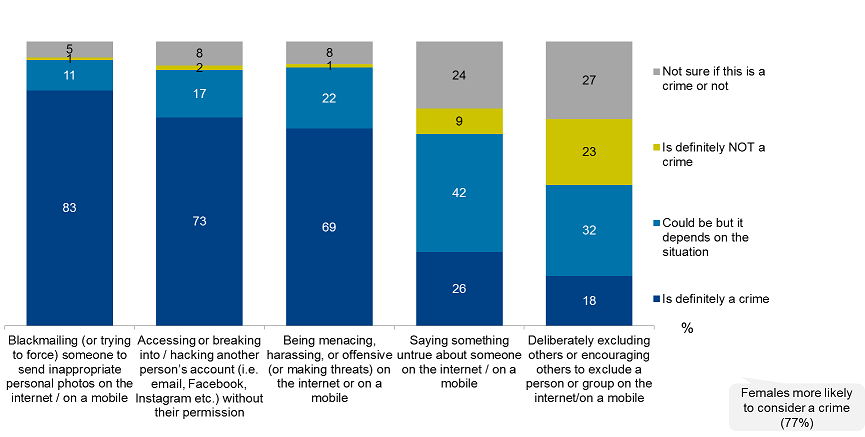 5
1
11
83
8
2
17
73
8
1
22
69
24
9
42
26
27
23
32
18
Not sure if this is a
crime or not
Is definitely NOT a
crime
Could be but it
depends on the
situation
Is definitely a crime
%
Blackmailing (or trying
to force) someone to
send inappropriate
personal photos on the
internet / on a mobile
Accessing or breaking
into / hacking another
person's account (i.e.
email, Facebook,
Instagram etc.) without
their permission
Being menacing,
harassing, or offensive
(or making threats) on
the internet or on a
mobile
Saying something
untrue about someone
on the internet / on a
mobile
Deliberately excluding
others or encouraging
others to exclude a
person or group on the
internet/on a mobile
Females more likely
to consider a crime
(77%)